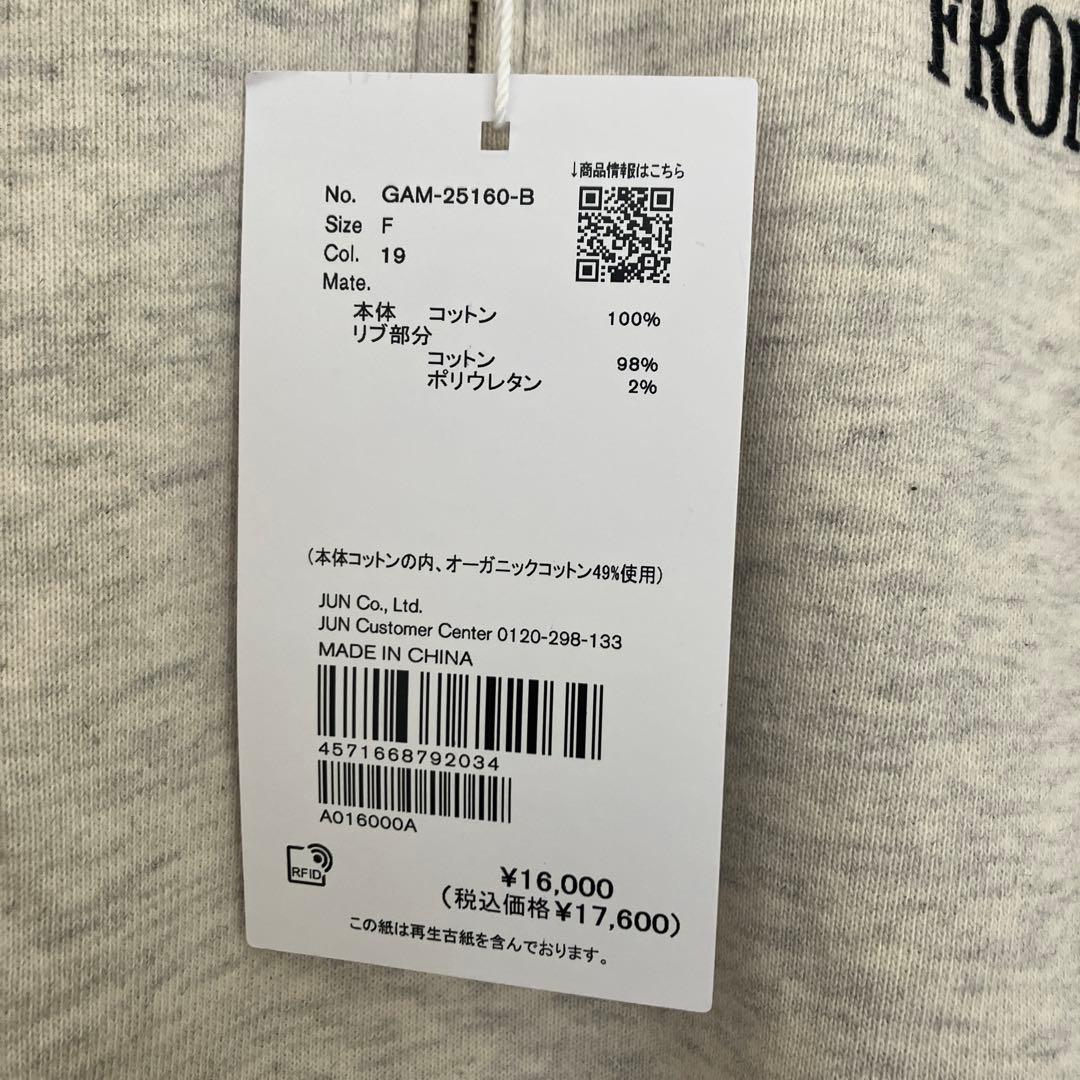 ↓商品情報はこちら
No. GAM-25160-B
Size F
Col. 19
Mate.
本体 コットン 100%
リブ部分
コットン 98%
ポリウレタン 2%
(本体コットンの内、オーガニックコットン49%使用)
JUN Co., Ltd.
JUN Customer Center 0120-298-133
MADE IN CHINA
4571668792034
A016000A
RFID
¥16,000
(税込価格¥17,600)
この紙は再生古紙を含んでおります。